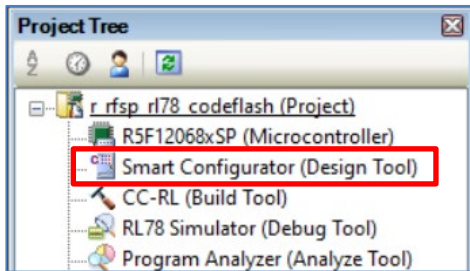 Project Tree
r_rfsp_rl78_codeflash (Project)
R5F12068xSP (Microcontroller)
Smart Configurator (Design Tool)
CC-RL (Build Tool)
RL78 Simulator (Debug Tool)
Program Analyzer (Analyze Tool)